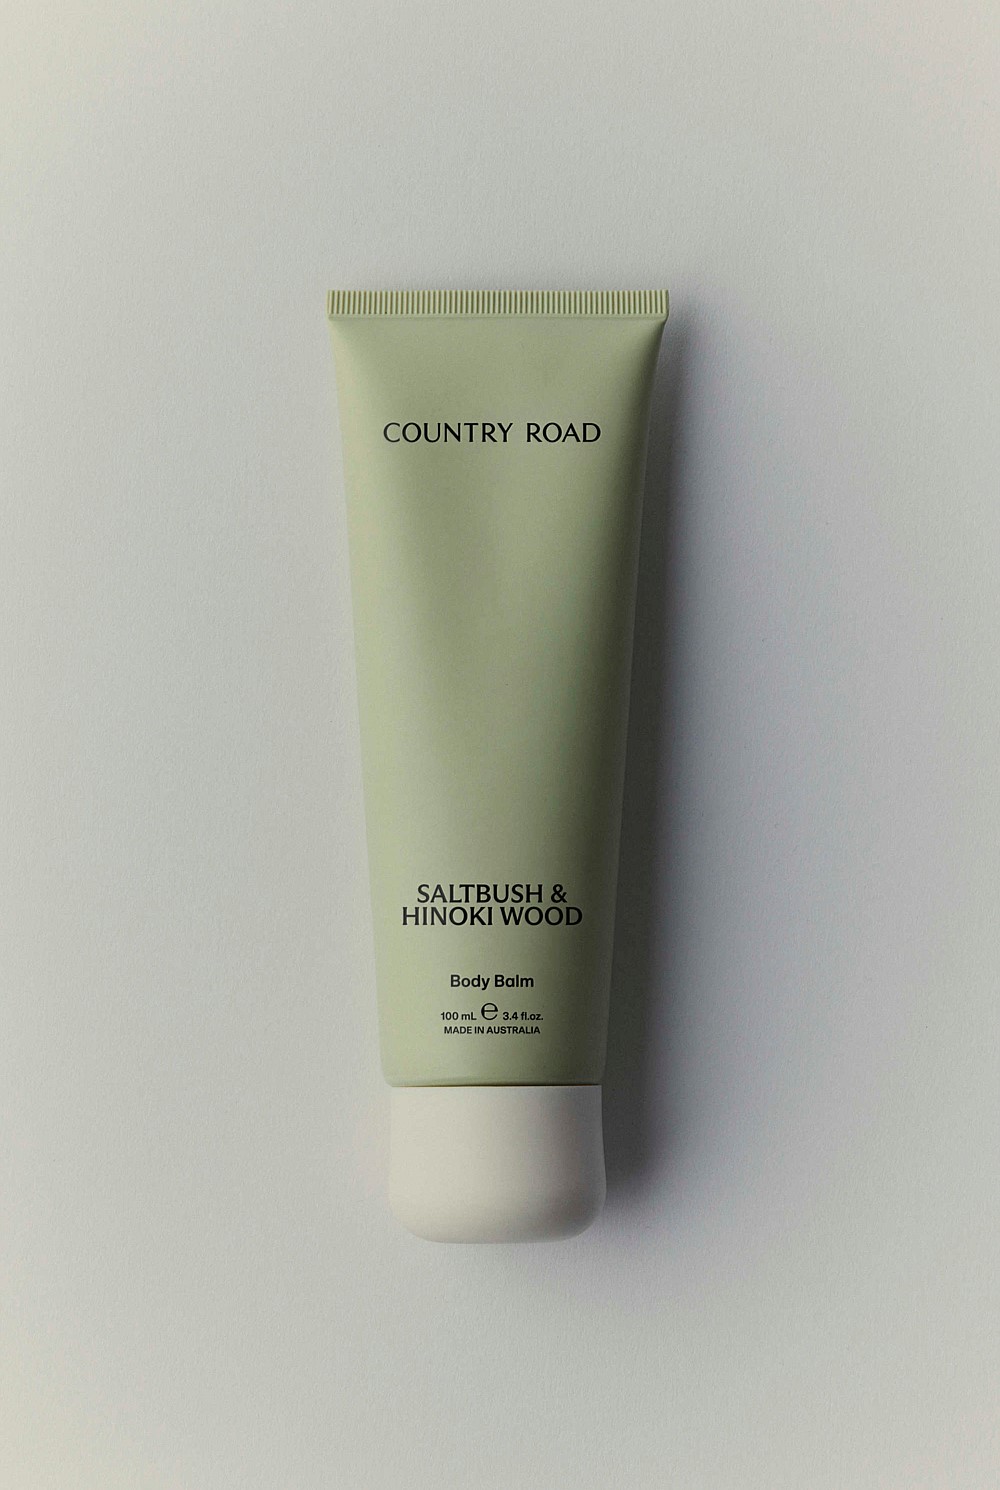 COUNTRY ROAD
SALTBUSH &
HINOKI WOOD
Body Balm
100 mL ℮ 3.4 fl.oz.
MADE IN AUSTRALIA